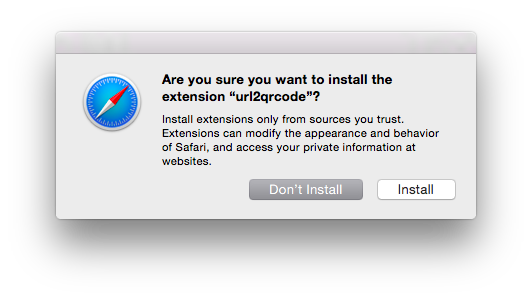 Are you sure you want to install the
extension “url2qrcode”?
Install extensions only from sources you trust.
Extensions can modify the appearance and behavior
of Safari, and access your private information at
websites.
Don’t Install
Install